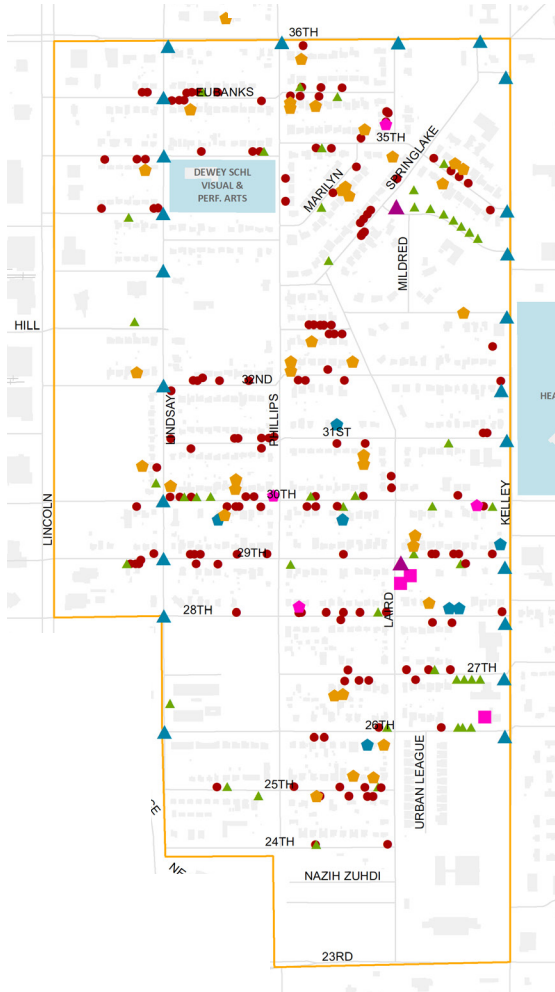 36TH
EUBANKS
35TH
DEWEY SCHL
VISUAL &
PERF. ARTS
MARILYN
SPRINGLAKE
MILDRED
HILL
32ND
LINDSAY
PHILLIPS
31ST
30TH
LINCOLN
KELLEY
29TH
28TH
LAIRD
27TH
26TH
URBAN LEAGUE
25TH
24TH
NAZIH ZUHDI
23RD
HEA